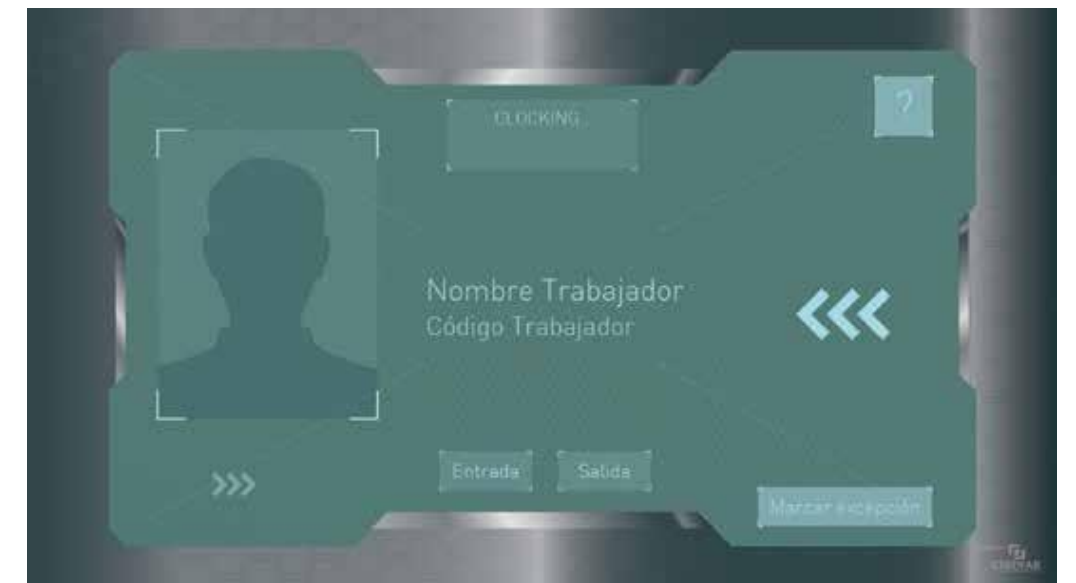 CLOCKING...
?
Nombre Trabajador
Código Trabajador
Entrada
Salida
Marcar excepción